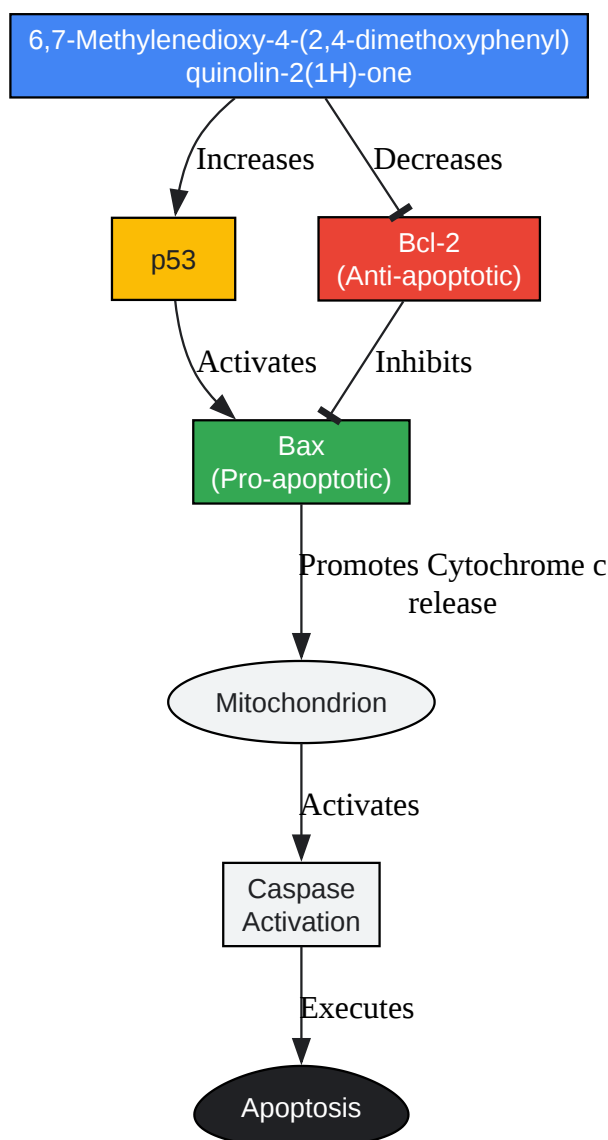 6,7-Methylenedioxy-4-(2,4-dimethoxyphenyl)
quinolin-2(1H)-one
Increases
Decreases
p53
Bcl-2
(Anti-apoptotic)
Activates
Inhibits
Bax
(Pro-apoptotic)
Promotes Cytochrome c
release
Mitochondrion
Activates
Caspase
Activation
Executes
Apoptosis